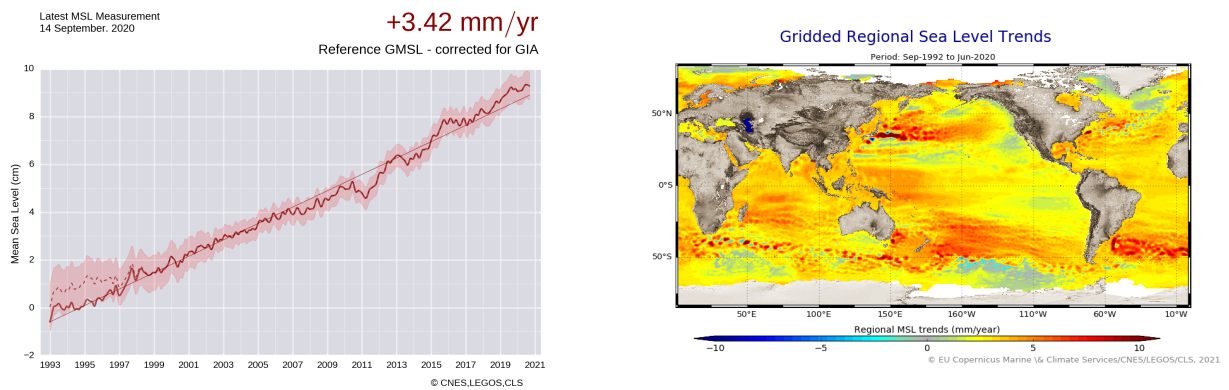 Latest MSL Measurement
14 September. 2020
+3.42 mm/yr
Reference GMSL - corrected for GIA
Mean Sea Level (cm)
10
8
6
4
2
0
−2
1993 1995 1997 1999 2001 2003 2005 2007 2009 2011 2013 2015 2017 2019 2021
© CNES,LEGOS,CLS
Gridded Regional Sea Level Trends
Period: Sep-1992 to Jun-2020
50°N
0°S
50°S
50°E 100°E 150°E 160°W 110°W 60°W 10°W
Regional MSL trends (mm/year)
−10 −5 0 5 10
© EU Copernicus Marine \& Climate Services/CNES/LEGOS/CLS, 2021